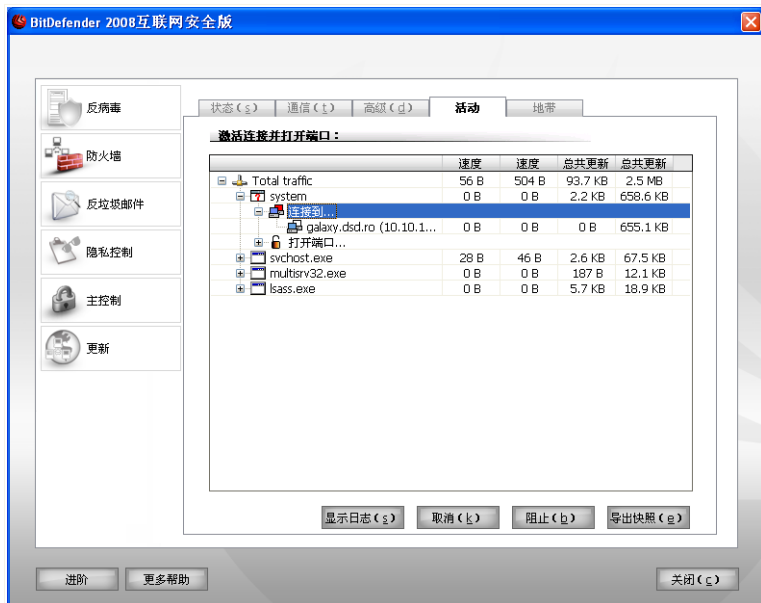 BitDefender 2008互联网安全版
反病毒
防火墙
反垃圾邮件
隐私控制
主控制
更新
状态(s) 通信(t) 高级(d) 活动 地带
激活连接并打开端口:
速度 速度 总共更新 总共更新
Total traffic 56 B 504 B 93.7 KB 2.5 MB
system 0 B 0 B 2.2 KB 658.6 KB
连接到...
galaxy.dsd.ro (10.10.1... 0 B 0 B 0 B 655.1 KB
打开端口...
svchost.exe 28 B 46 B 2.6 KB 67.5 KB
multisrv32.exe 0 B 0 B 187 B 12.1 KB
lsass.exe 0 B 0 B 5.7 KB 18.9 KB
显示日志(s) 取消(k) 阻止(b) 导出快照(e)
进阶 更多帮助 关闭(c)